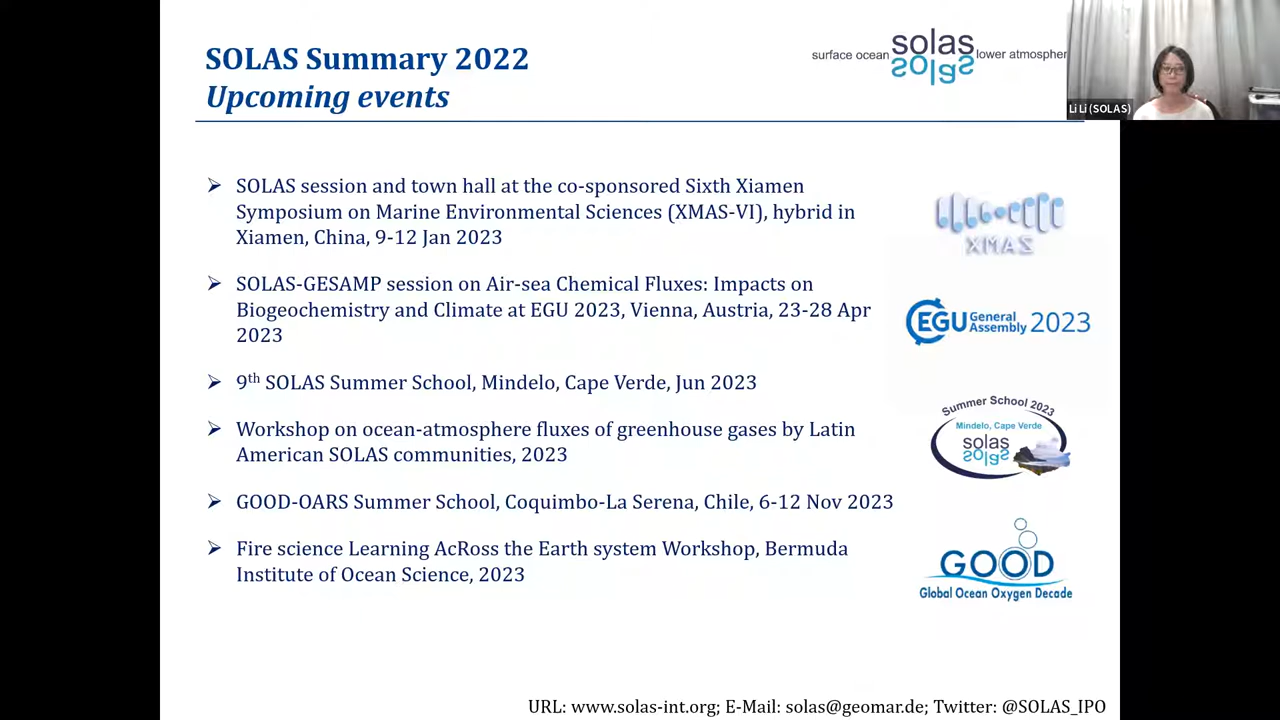 SOLAS Summary 2022
Upcoming events
surface ocean solas lower atmospher
solas
Li Li (SOLAS)
➢ SOLAS session and town hall at the co-sponsored Sixth Xiamen
Symposium on Marine Environmental Sciences (XMAS-VI), hybrid in
Xiamen, China, 9-12 Jan 2023
XMAS
➢ SOLAS-GESAMP session on Air-sea Chemical Fluxes: Impacts on
Biogeochemistry and Climate at EGU 2023, Vienna, Austria, 23-28 Apr
2023
EGU General
Assembly 2023
➢ 9th SOLAS Summer School, Mindelo, Cape Verde, Jun 2023
Summer School 2023
Mindelo, Cape Verde
solas
solas
➢ Workshop on ocean-atmosphere fluxes of greenhouse gases by Latin
American SOLAS communities, 2023
➢ GOOD-OARS Summer School, Coquimbo-La Serena, Chile, 6-12 Nov 2023
➢ Fire science Learning AcRoss the Earth system Workshop, Bermuda
Institute of Ocean Science, 2023
GOOD
Global Ocean Oxygen Decade
URL: www.solas-int.org; E-Mail: solas@geomar.de; Twitter: @SOLAS_IPO